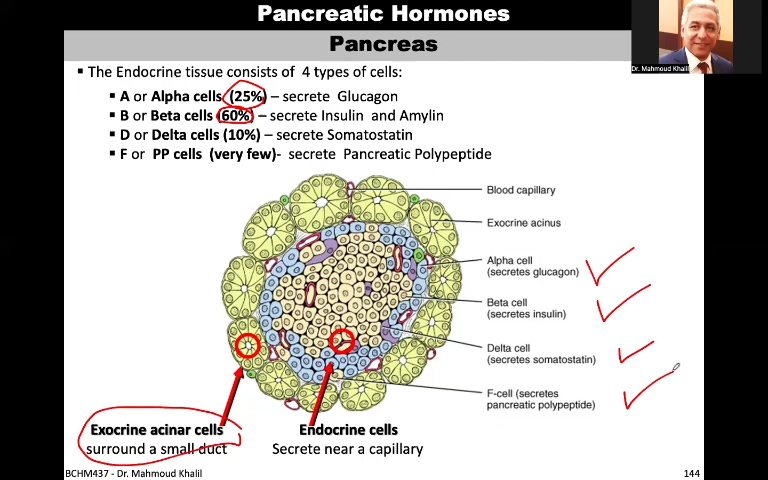 Pancreatic Hormones
Pancreas
Dr. Mahmoud Khalil
▪ The Endocrine tissue consists of 4 types of cells:
▪ A or Alpha cells (25%) – secrete Glucagon
▪ B or Beta cells (60%) – secrete Insulin and Amylin
▪ D or Delta cells (10%) – secrete Somatostatin
▪ F or PP cells (very few)- secrete Pancreatic Polypeptide
Blood capillary
Exocrine acinus
Alpha cell
(secretes glucagon)
Beta cell
(secretes insulin)
Delta cell
(secretes somatostatin)
F-cell (secretes
pancreatic polypeptide)
Exocrine acinar cells
surround a small duct
Endocrine cells
Secrete near a capillary
BCHM437 - Dr. Mahmoud Khalil
144